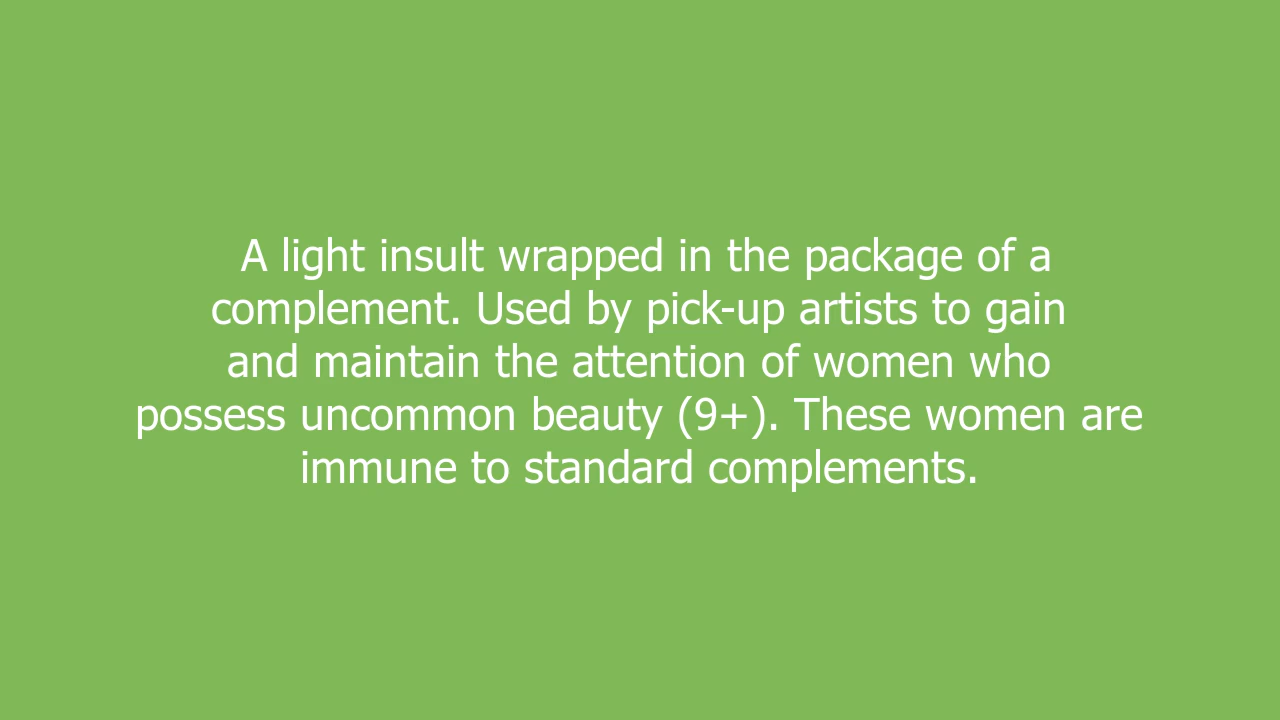 A light insult wrapped in the package of a
complement. Used by pick-up artists to gain
and maintain the attention of women who
possess uncommon beauty (9+). These women are
immune to standard complements.